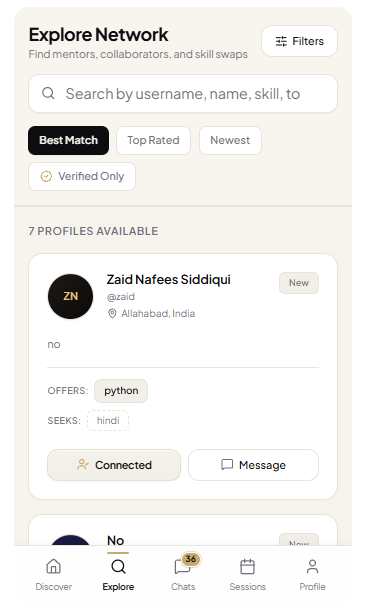 Explore Network
Find mentors, collaborators, and skill swaps
Filters
Search by username, name, skill, to
Best Match
Top Rated
Newest
Verified Only
7 PROFILES AVAILABLE
ZN
Zaid Nafees Siddiqui
@zaid
Allahabad, India
New
no
OFFERS: python
SEEKS: hindi
Connected
Message
No
New
36
Discover
Explore
Chats
Sessions
Profile